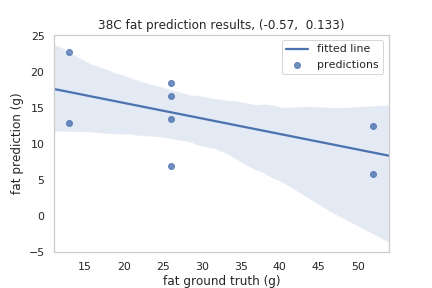 38C fat prediction results, (-0.57,  0.133)
fitted line
predictions
25
20
15
10
5
0
−5
fat prediction (g)
15 20 25 30 35 40 45 50
fat ground truth (g)